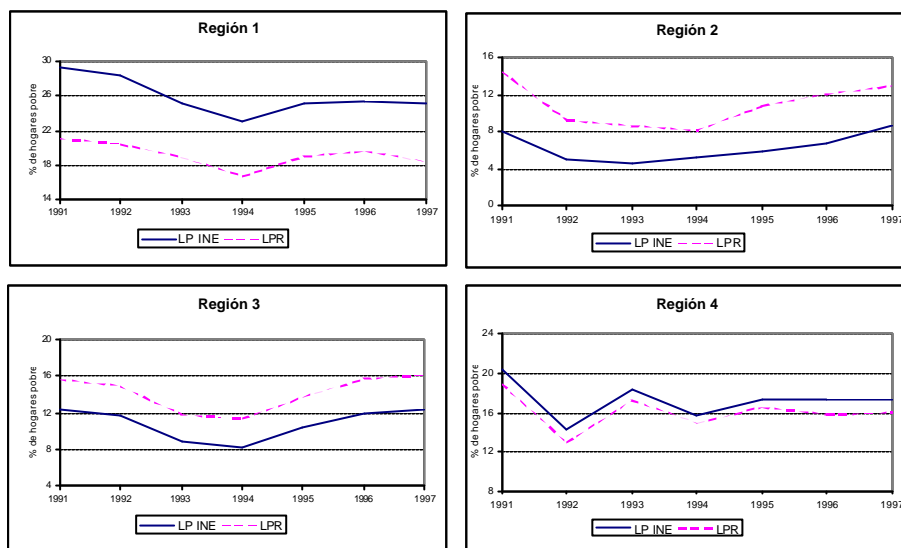 Región 1
% de hogares pobre
30
26
22
18
14
1991 1992 1993 1994 1995 1996 1997
LP INE LPR
Región 2
% de hogares pobre
16
12
8
4
0
1991 1992 1993 1994 1995 1996 1997
LP INE LPR
Región 3
% de hogares pobre
20
16
12
8
4
1991 1992 1993 1994 1995 1996 1997
LP INE LPR
Región 4
% de hogares pobre
24
20
16
12
8
1991 1992 1993 1994 1995 1996 1997
LP INE LPR